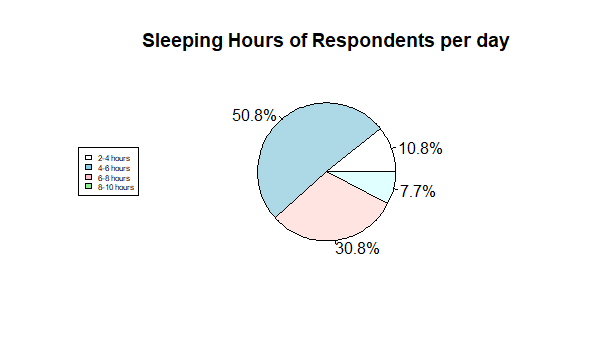 Sleeping Hours of Respondents per day
50.8%
10.8%
2-4 hours
4-6 hours
6-8 hours
8-10 hours
7.7%
30.8%